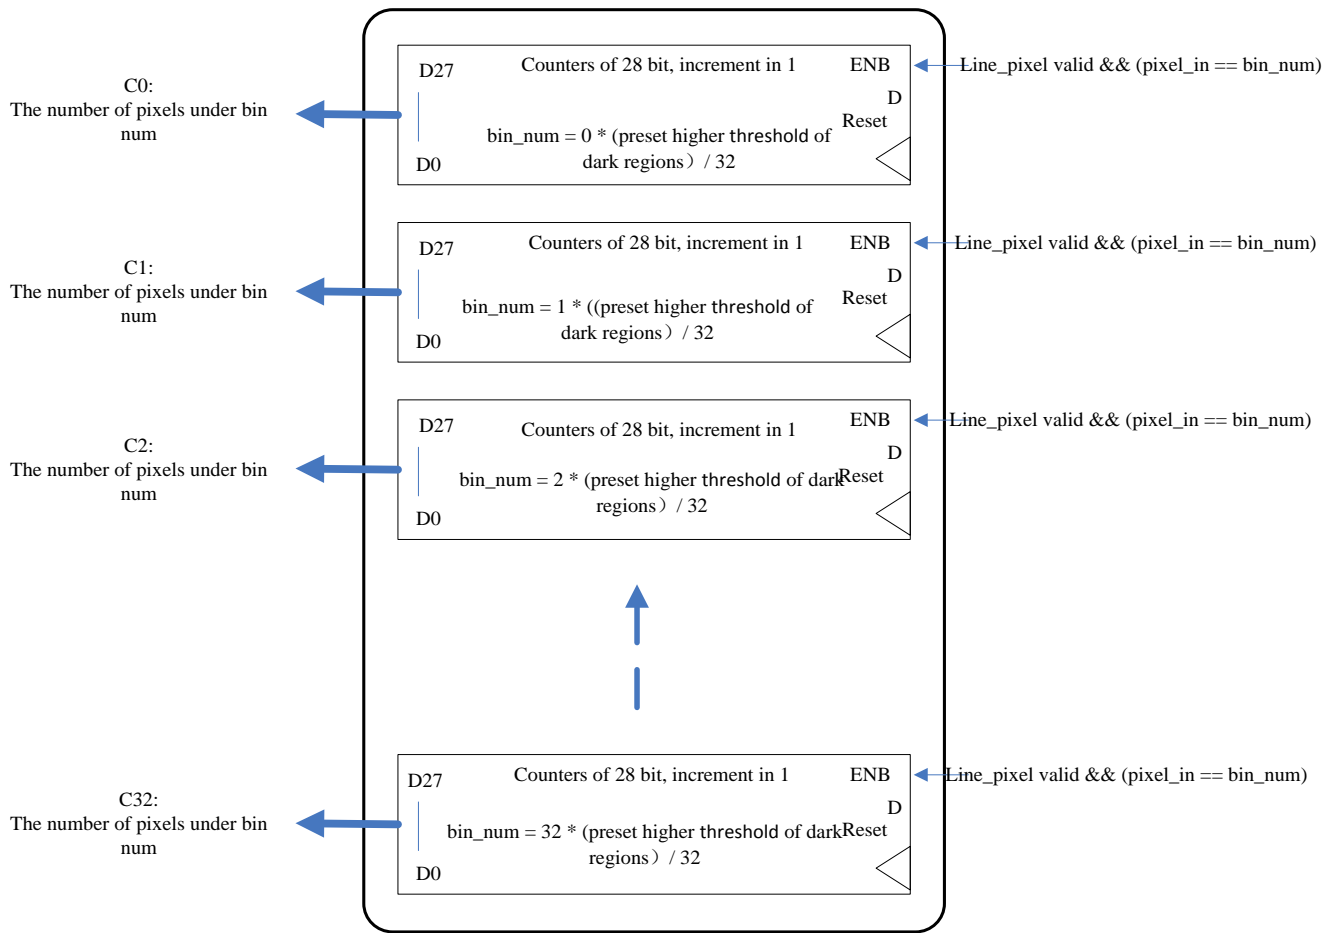 C0:
The number of pixels under bin
num
D27
Counters of 28 bit, increment in 1
ENB
D
Reset
bin_num = 0 * (preset higher threshold of
dark regions）/ 32
D0
Line_pixel valid && (pixel_in == bin_num)
C1:
The number of pixels under bin
num
D27
Counters of 28 bit, increment in 1
ENB
D
Reset
bin_num = 1 * ((preset higher threshold of
dark regions）/ 32
D0
Line_pixel valid && (pixel_in == bin_num)
C2:
The number of pixels under bin
num
D27
Counters of 28 bit, increment in 1
ENB
D
Reset
bin_num = 2 * (preset higher threshold of dark
regions）/ 32
D0
Line_pixel valid && (pixel_in == bin_num)
C32:
The number of pixels under bin
num
D27
Counters of 28 bit, increment in 1
ENB
D
Reset
bin_num = 32 * (preset higher threshold of dark
regions）/ 32
D0
Line_pixel valid && (pixel_in == bin_num)